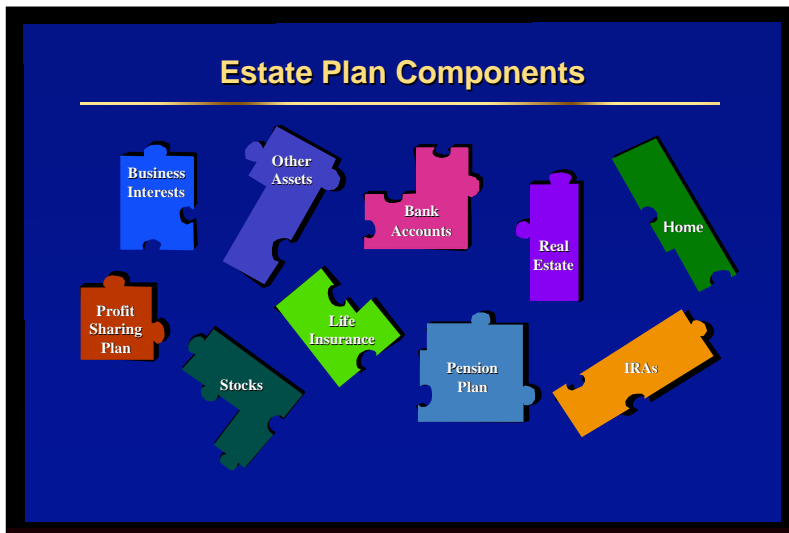 Estate Plan Components
Business
Interests
Other
Assets
Bank
Accounts
Real
Estate
Home
Profit
Sharing
Plan
Stocks
Life
Insurance
Pension
Plan
IRAs